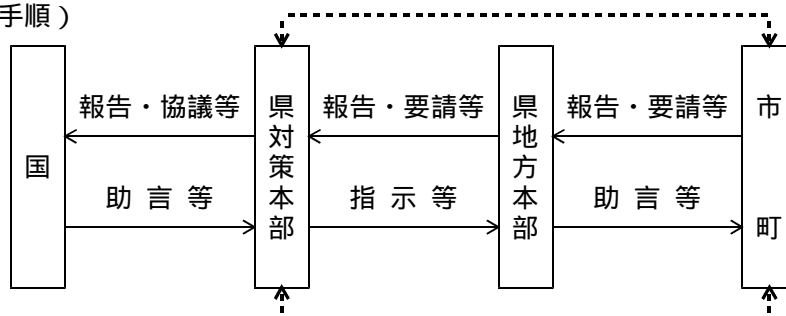 手順）
報告・協議等
報告・要請等
報告・要請等
国
県対策本部
県地方本部
市町
助言等
指示等
助言等